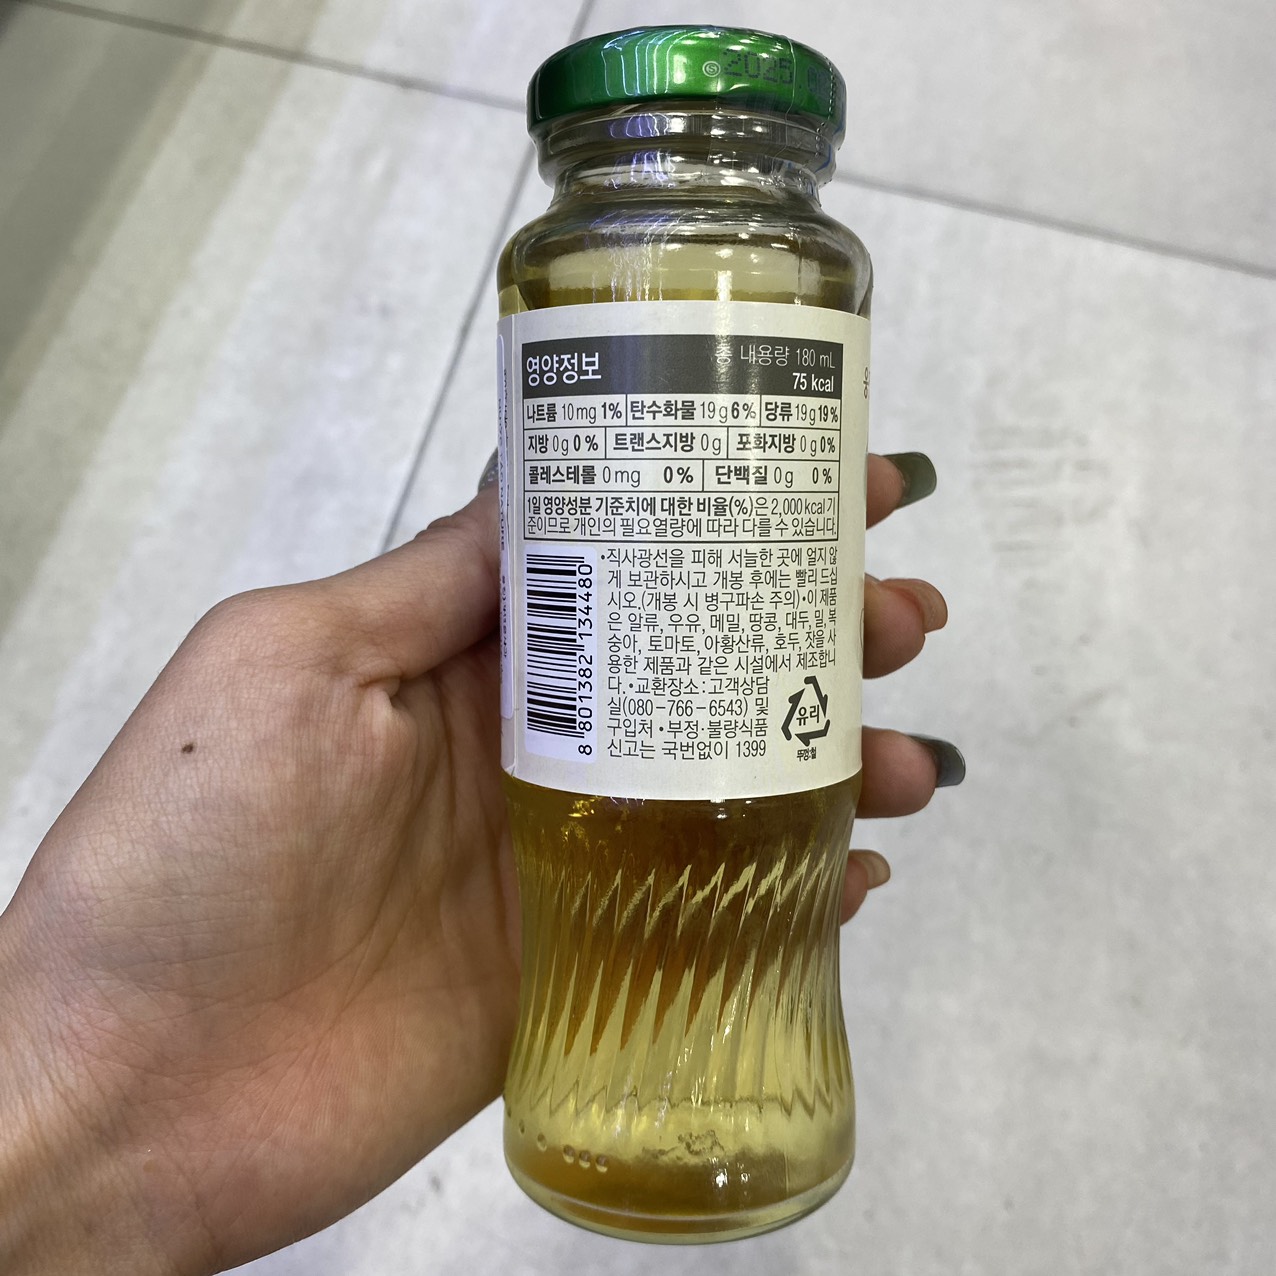 2025
영양정보
총 내용량 180 mL
75 kcal
나트륨 10 mg 1% 탄수화물 19 g 6% 당류 19 g 19%
지방 0 g 0% 트랜스지방 0 g 포화지방 0 g 0%
콜레스테롤 0 mg 0% 단백질 0 g 0%
1일 영양성분 기준치에 대한 비율(%)은 2,000 kcal 기
준이므로 개인의 필요 열량에 따라 다를 수 있습니다.
•직사광선을 피해 서늘한 곳에 얼지 않
게 보관하시고 개봉 후에는 빨리 드십
시오.(개봉 시 병구파손 주의)•이 제품
은 알류, 우유, 메밀, 땅콩, 대두, 밀, 복
숭아, 토마토, 아황산류, 호두, 잣을 사
용한 제품과 같은 시설에서 제조합니
다.•교환장소:고객상담
실(080-766-6543) 및
구입처 •부정·불량식품
신고는 국번없이 1399
유리
뚜껑:철
8 801382 134480